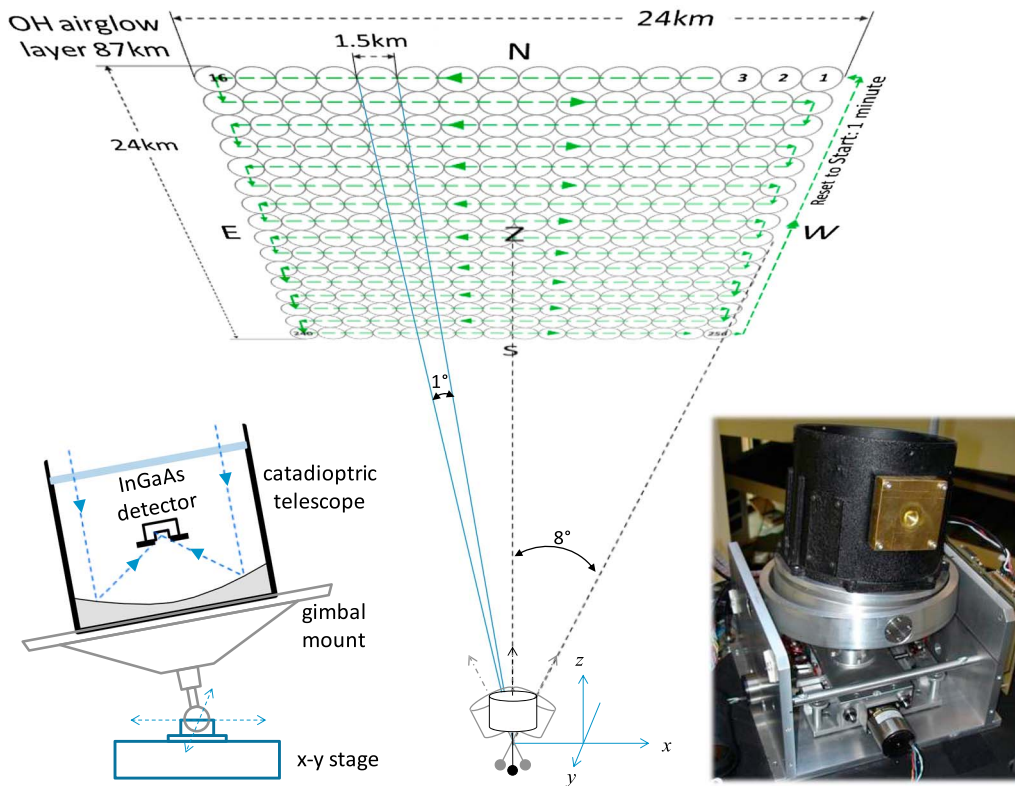 24km
OH airglow
layer 87km
1.5km
N
16
3 2 1
24km
Reset to Start: 1 minute
E
Z
W
240
S
1°
InGaAs
detector
catadioptric
telescope
8°
gimbal
mount
z
x
y
x-y stage